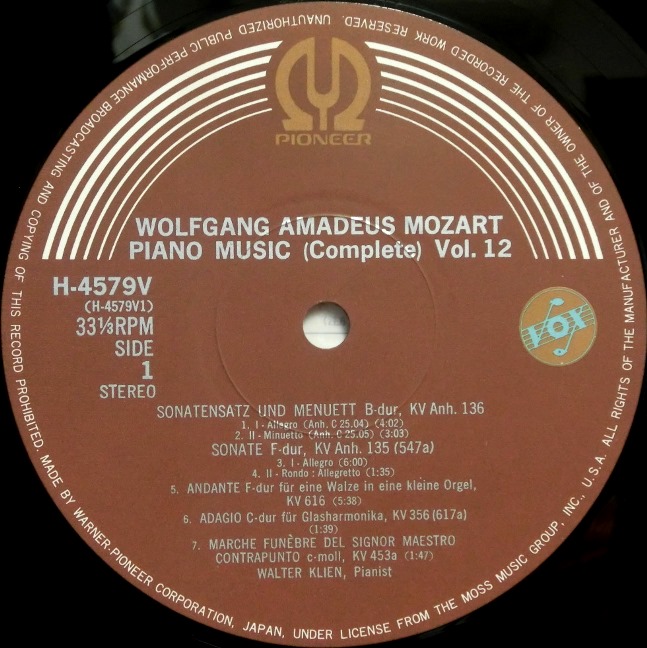 PIONEER
WOLFGANG AMADEUS MOZART
PIANO MUSIC (Complete) Vol. 12
H-4579V
(H-4579V1)
33⅓RPM
SIDE
1
STEREO
VOX
SONATENSATZ UND MENUETT B-dur, KV Anh. 136
1. I - Allegro (Anh. C 25.04) (4:02)
2. II - Minuetto (Anh. C 25.05) (3:03)
SONATE F-dur, KV Anh. 135 (547a)
3. I - Allegro (6:00)
4. II - Rondo : Allegretto (1:35)
5. ANDANTE F-dur für eine Walze in eine kleine Orgel,
KV 616 (5:38)
6. ADAGIO C-dur für Glasharmonika, KV 356 (617a)
(1:39)
7. MARCHE FUNÈBRE DEL SIGNOR MAESTRO
CONTRAPUNTO c-moll, KV 453a (1:47)
WALTER KLIEN, Pianist
ALL RIGHTS OF THE MANUFACTURER AND OF THE OWNER OF THE RECORDED WORK RESERVED. UNAUTHORIZED PUBLIC PERFORMANCE BROADCASTING AND COPYING OF THIS RECORD PROHIBITED. MADE BY WARNER-PIONEER CORPORATION, JAPAN, UNDER LICENSE FROM THE MOSS MUSIC GROUP, INC., U.S.A.